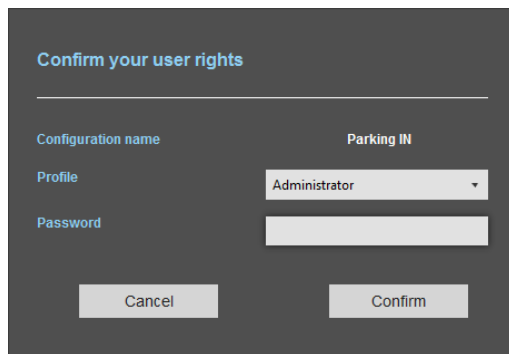 Confirm your user rights
Configuration name Parking IN
Profile Administrator
Password
Cancel Confirm